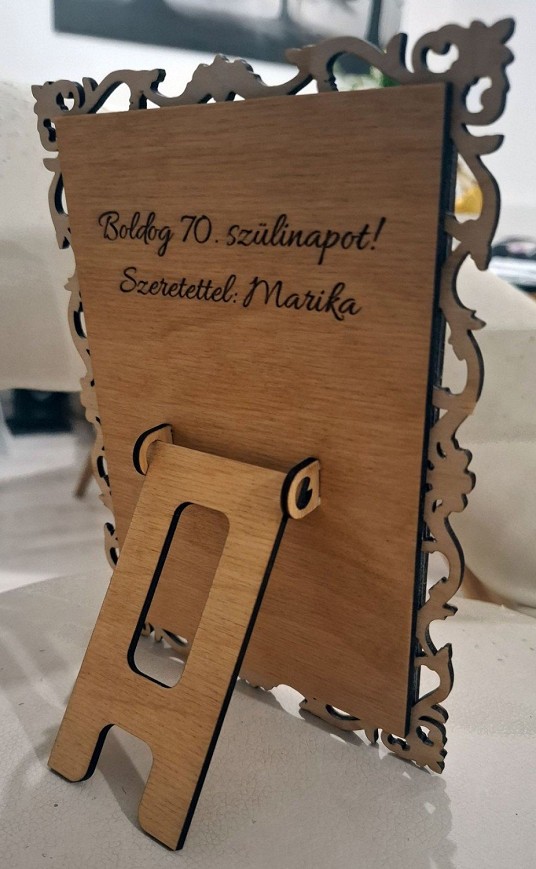 Boldog 70. szülinapot!
Szeretettel: Marika